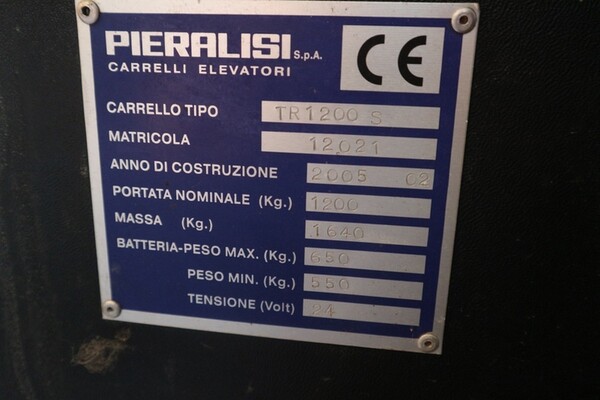 PIERALISI S.p.A.
CARRELLI ELEVATORI
CE
CARRELLO TIPO TR1200 S
MATRICOLA 12021
ANNO DI COSTRUZIONE 2005 02
PORTATA NOMINALE (Kg.) 1200
MASSA (Kg.) 1640
BATTERIA-PESO MAX. (Kg.) 650
PESO MIN. (Kg.) 550
TENSIONE (Volt) 24